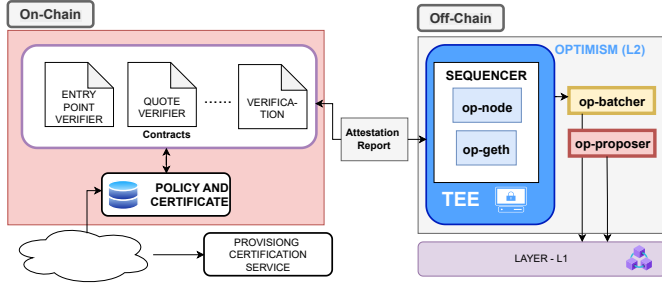 On-Chain
ENTRY
POINT
VERIFIER
QUOTE
VERIFIER
......
VERIFICA-
TION
Contracts
POLICY AND
CERTIFICATE
PROVISIONG
CERTIFICATION
SERVICE
Attestation
Report
Off-Chain
OPTIMISM (L2)
SEQUENCER
op-node
op-geth
TEE
op-batcher
op-proposer
LAYER - L1